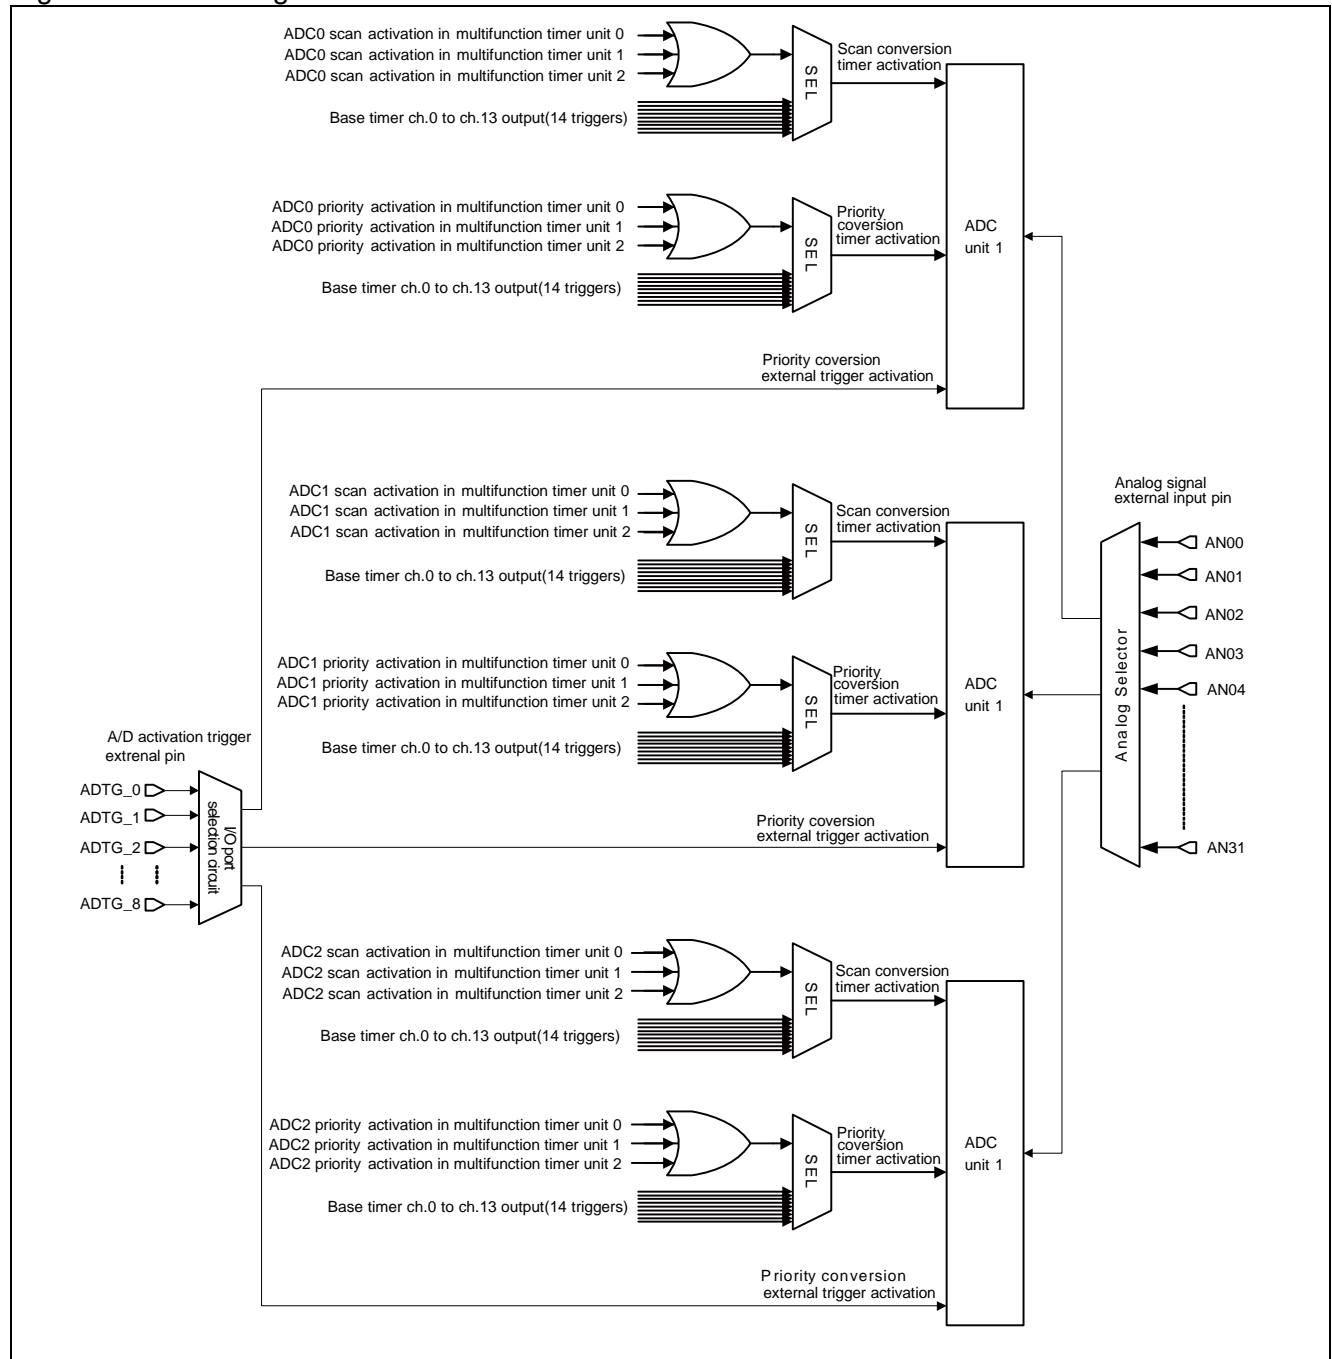 ADC0 scan activation in multifunction timer unit 0
ADC0 scan activation in multifunction timer unit 1
ADC0 scan activation in multifunction timer unit 2
Base timer ch.0 to ch.13 output(14 triggers)
SEL
Scan conversion
timer activation
ADC0 priority activation in multifunction timer unit 0
ADC0 priority activation in multifunction timer unit 1
ADC0 priority activation in multifunction timer unit 2
Base timer ch.0 to ch.13 output(14 triggers)
SEL
Priority
coversion
timer activation
ADC
unit 1
Priority coversion
external trigger activation
ADC1 scan activation in multifunction timer unit 0
ADC1 scan activation in multifunction timer unit 1
ADC1 scan activation in multifunction timer unit 2
Base timer ch.0 to ch.13 output(14 triggers)
SEL
Scan conversion
timer activation
ADC1 priority activation in multifunction timer unit 0
ADC1 priority activation in multifunction timer unit 1
ADC1 priority activation in multifunction timer unit 2
Base timer ch.0 to ch.13 output(14 triggers)
SEL
Priority
coversion
timer activation
ADC
unit 1
Priority coversion
external trigger activation
Analog signal
external input pin
AN00
AN01
AN02
AN03
AN04
AN31
Analog Selector
A/D activation trigger
extrenal pin
ADTG_0
ADTG_1
ADTG_2
ADTG_8
I/O port
selection circuit
ADC2 scan activation in multifunction timer unit 0
ADC2 scan activation in multifunction timer unit 1
ADC2 scan activation in multifunction timer unit 2
Base timer ch.0 to ch.13 output(14 triggers)
SEL
Scan conversion
timer activation
ADC2 priority activation in multifunction timer unit 0
ADC2 priority activation in multifunction timer unit 1
ADC2 priority activation in multifunction timer unit 2
Base timer ch.0 to ch.13 output(14 triggers)
SEL
Priority
coversion
timer activation
ADC
unit 1
Priority conversion
external trigger activation